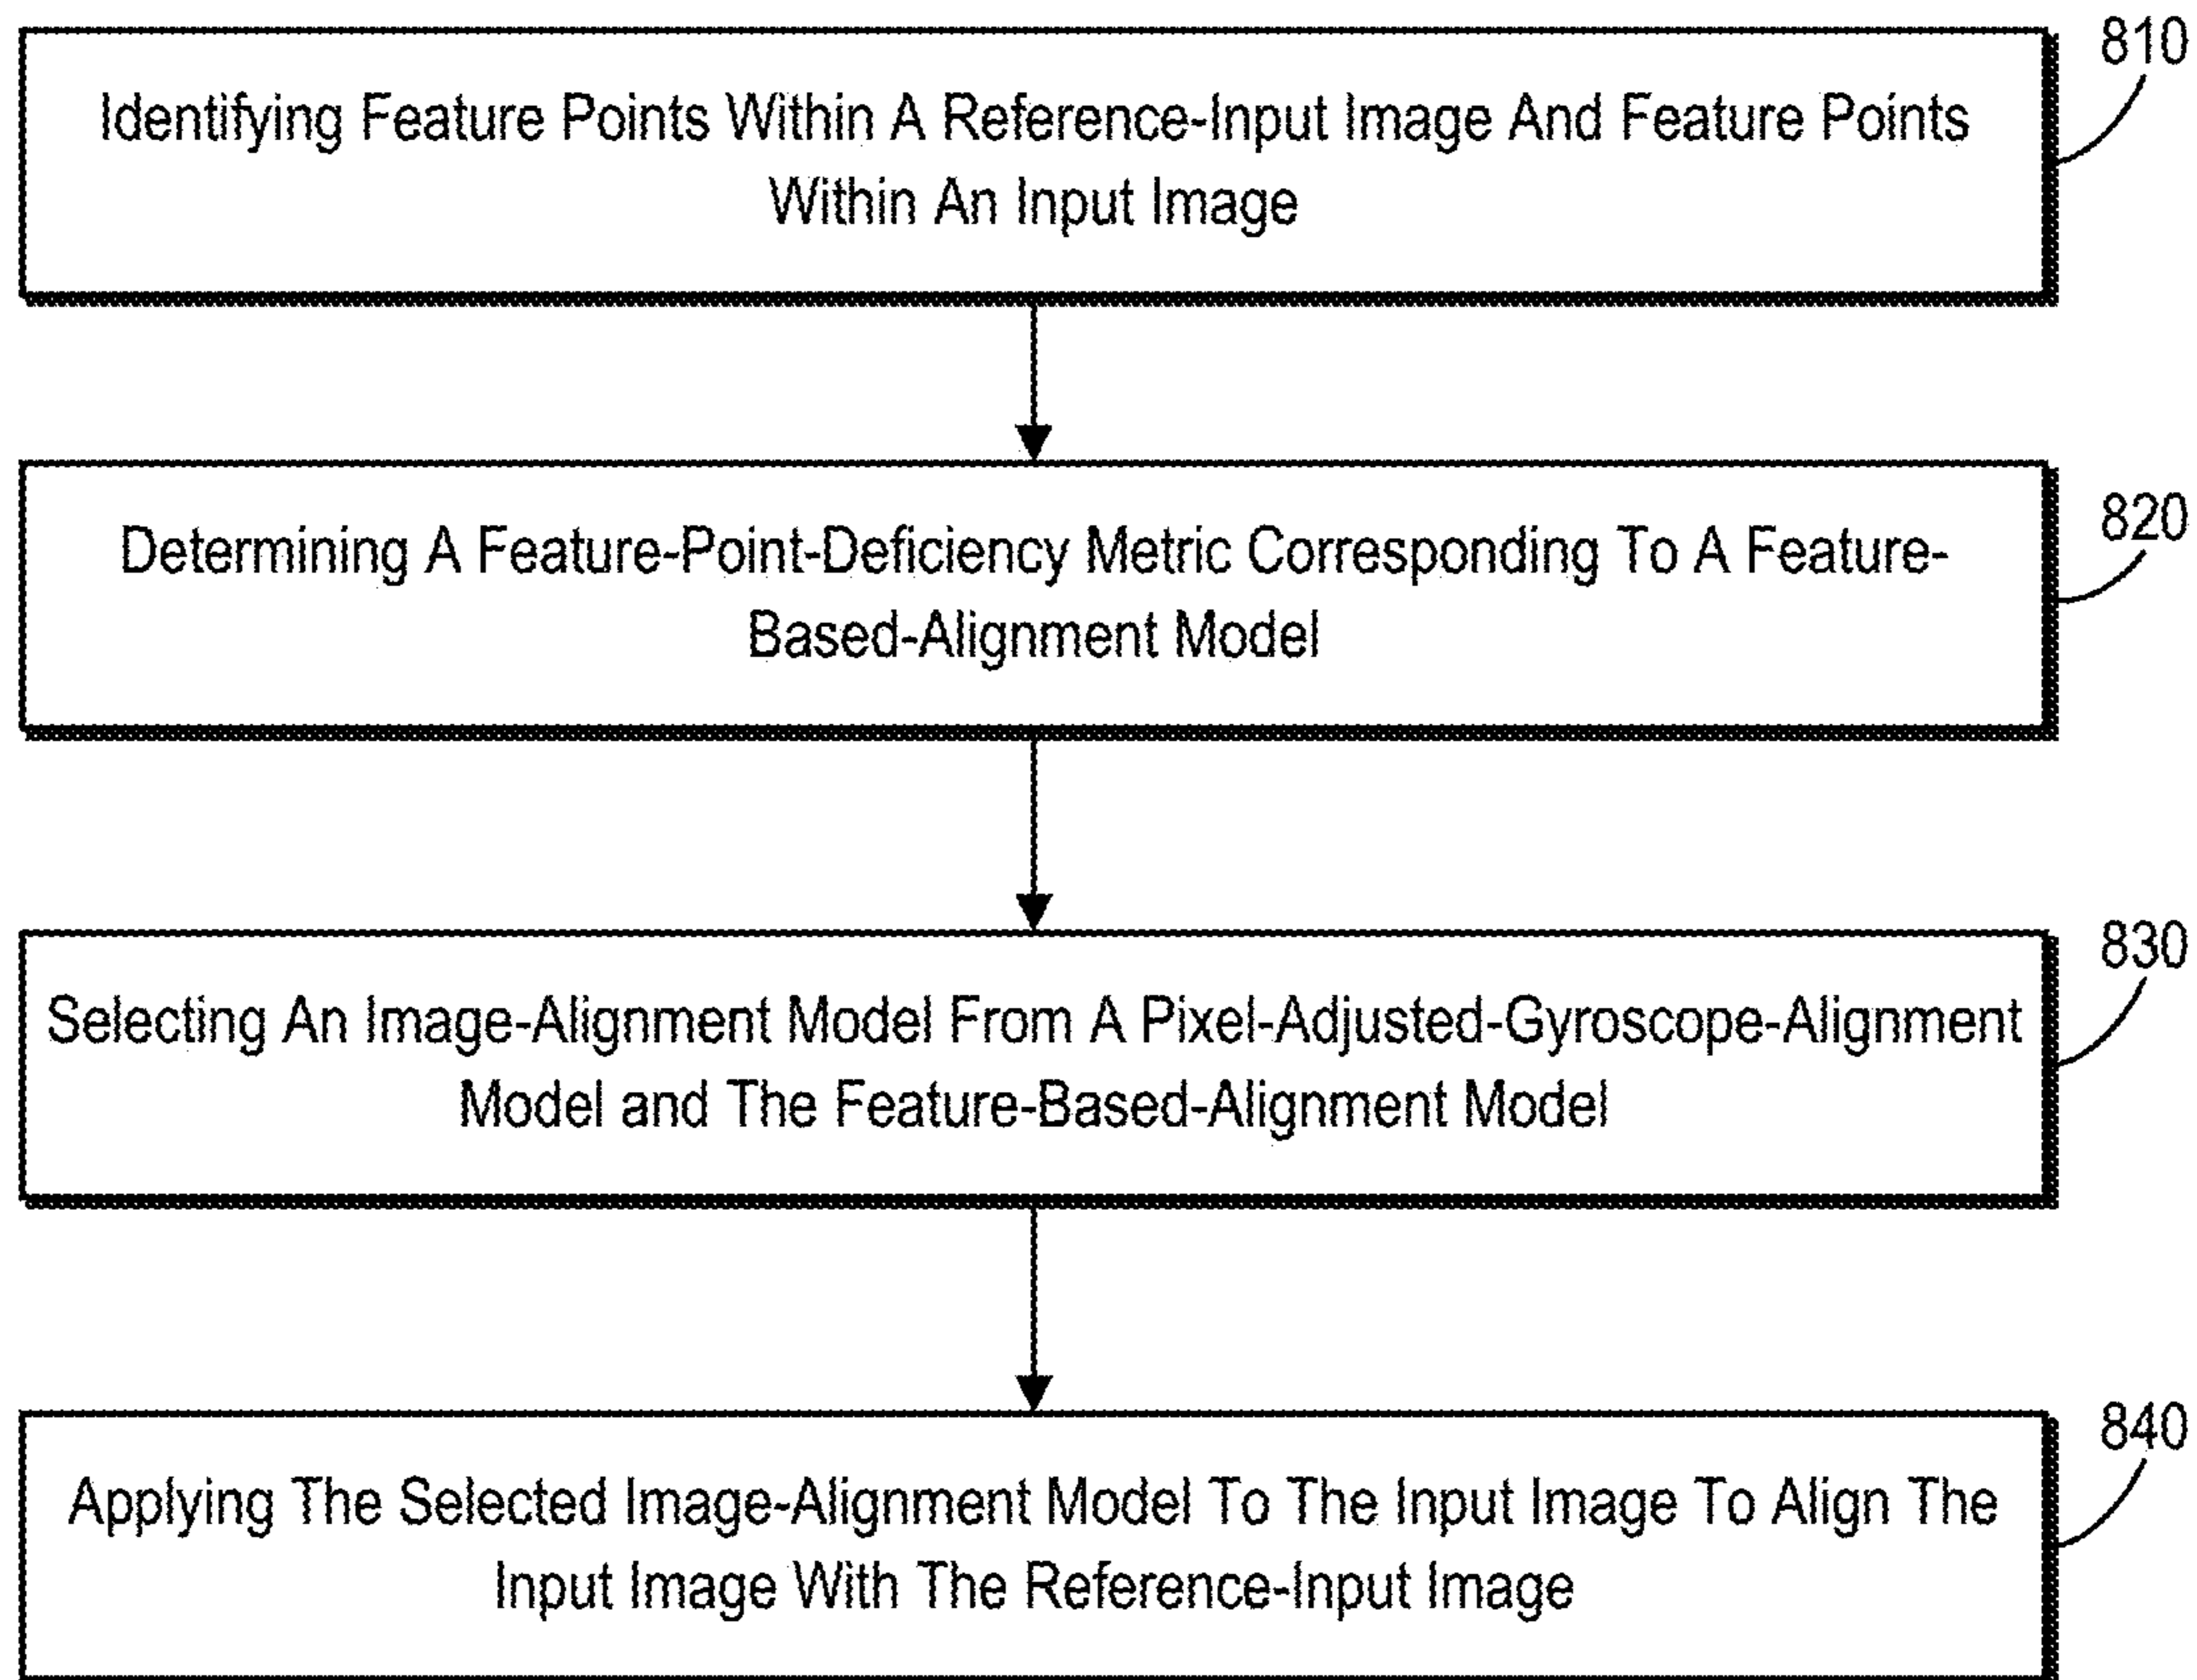 810
Identifying Feature Points Within A Reference-Input Image And Feature Points
Within An Input Image
820
Determining A Feature-Point-Deficiency Metric Corresponding To A Feature-
Based-Alignment Model
830
Selecting An Image-Alignment Model From A Pixel-Adjusted-Gyroscope-Alignment
Model and The Feature-Based-Alignment Model
840
Applying The Selected Image-Alignment Model To The Input Image To Align The
Input Image With The Reference-Input Image